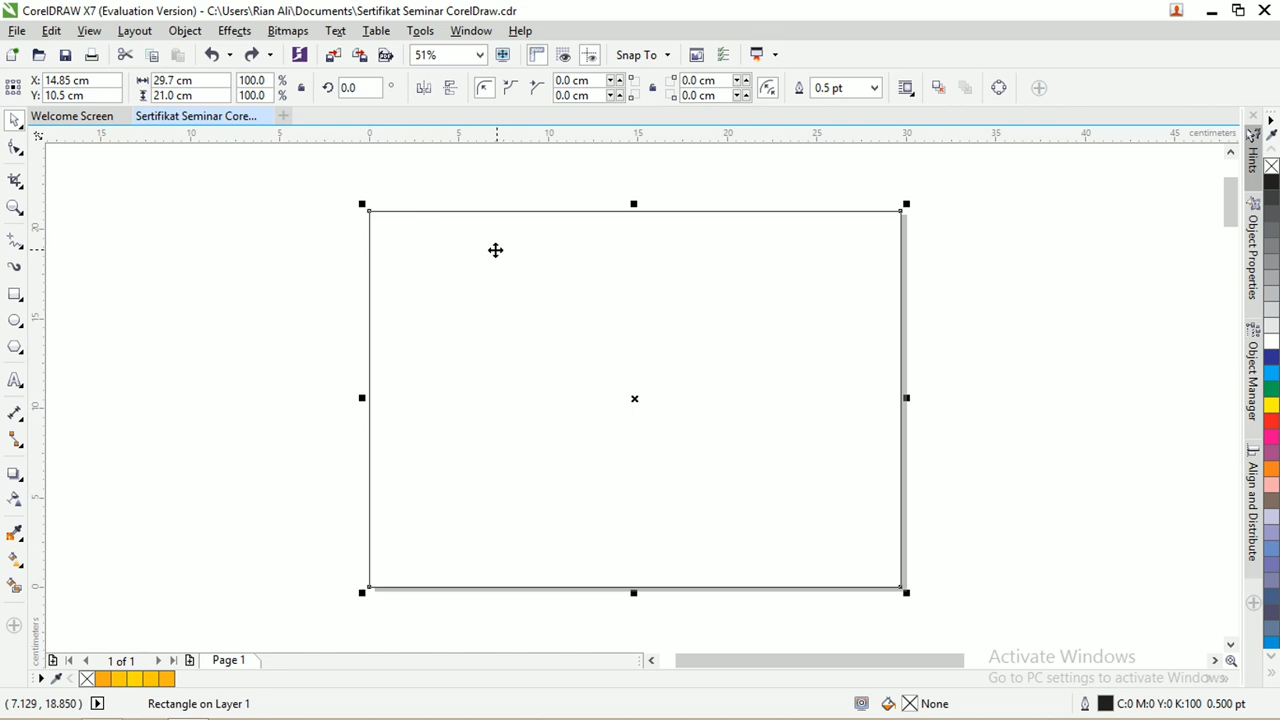 CorelDRAW X7 (Evaluation Version) - C:\Users\Rian Ali\Documents\Sertifikat Seminar CorelDraw.cdr
File Edit View Layout Object Effects Bitmaps Text Table Tools Window Help
51% Snap To
X: 14.85 cm 29.7 cm 100.0 % 0.0 ° 0.0 cm 0.0 cm 0.5 pt
Y: 10.5 cm 21.0 cm 100.0 % 0.0 cm 0.0 cm
Welcome Screen Sertifikat Seminar Core...
15 10 5 0 5 10 15 20 25 30 35 40 45 centimeters
20
15
10
5
0
centimeters
Hints
Object Properties
Object Manager
Align and Distribute
1 of 1 Page 1
Activate Windows
Go to PC settings to activate Windows.
( 7.129, 18.850 ) Rectangle on Layer 1 None C:0 M:0 Y:0 K:100 0.500 pt